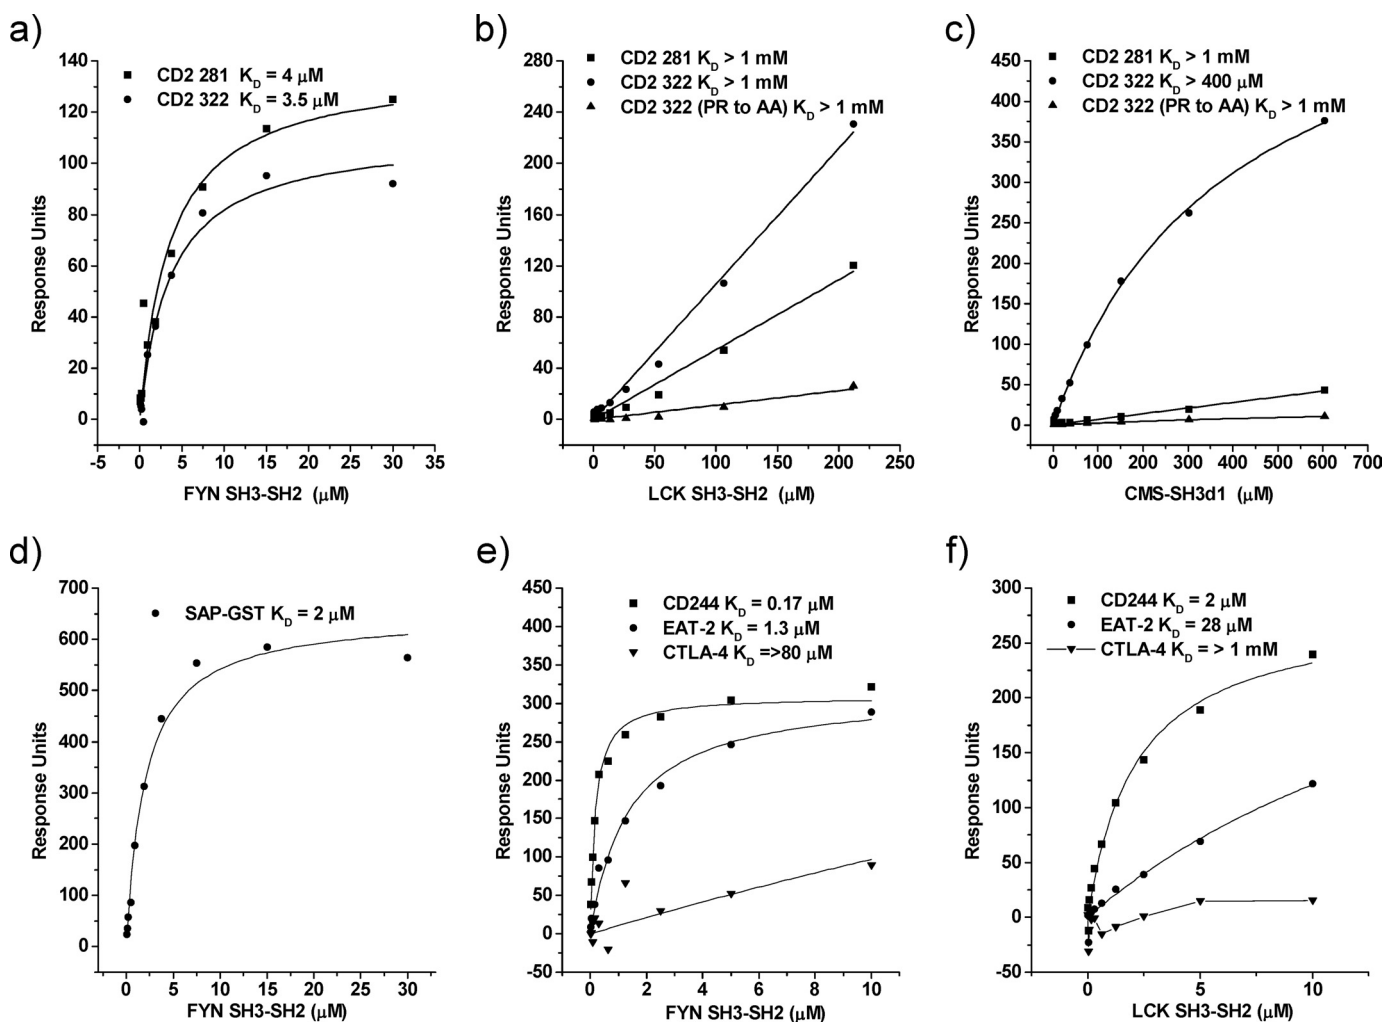 a)
CD2 281 K_D = 4 μM
CD2 322 K_D = 3.5 μM
140
120
100
80
60
40
20
0
-5 0 5 10 15 20 25 30 35
Response Units
FYN SH3-SH2 (μM)
b)
CD2 281 K_D > 1 mM
CD2 322 K_D > 1 mM
CD2 322 (PR to AA) K_D > 1 mM
280
240
200
160
120
80
40
0
0 50 100 150 200 250
Response Units
LCK SH3-SH2 (μM)
c)
CD2 281 K_D > 1 mM
CD2 322 K_D > 400 μM
CD2 322 (PR to AA) K_D > 1 mM
450
400
350
300
250
200
150
100
50
0
0 100 200 300 400 500 600 700
Response Units
CMS-SH3d1 (μM)
d)
SAP-GST K_D = 2 μM
700
600
500
400
300
200
100
0
0 5 10 15 20 25 30
Response Units
FYN SH3-SH2 (μM)
e)
CD244 K_D = 0.17 μM
EAT-2 K_D = 1.3 μM
CTLA-4 K_D =>80 μM
450
400
350
300
250
200
150
100
50
0
-50
0 2 4 6 8 10
Response Units
FYN SH3-SH2 (μM)
f)
CD244 K_D = 2 μM
EAT-2 K_D = 28 μM
CTLA-4 K_D = > 1 mM
300
250
200
150
100
50
0
-50
0 5 10
Response Units
LCK SH3-SH2 (μM)